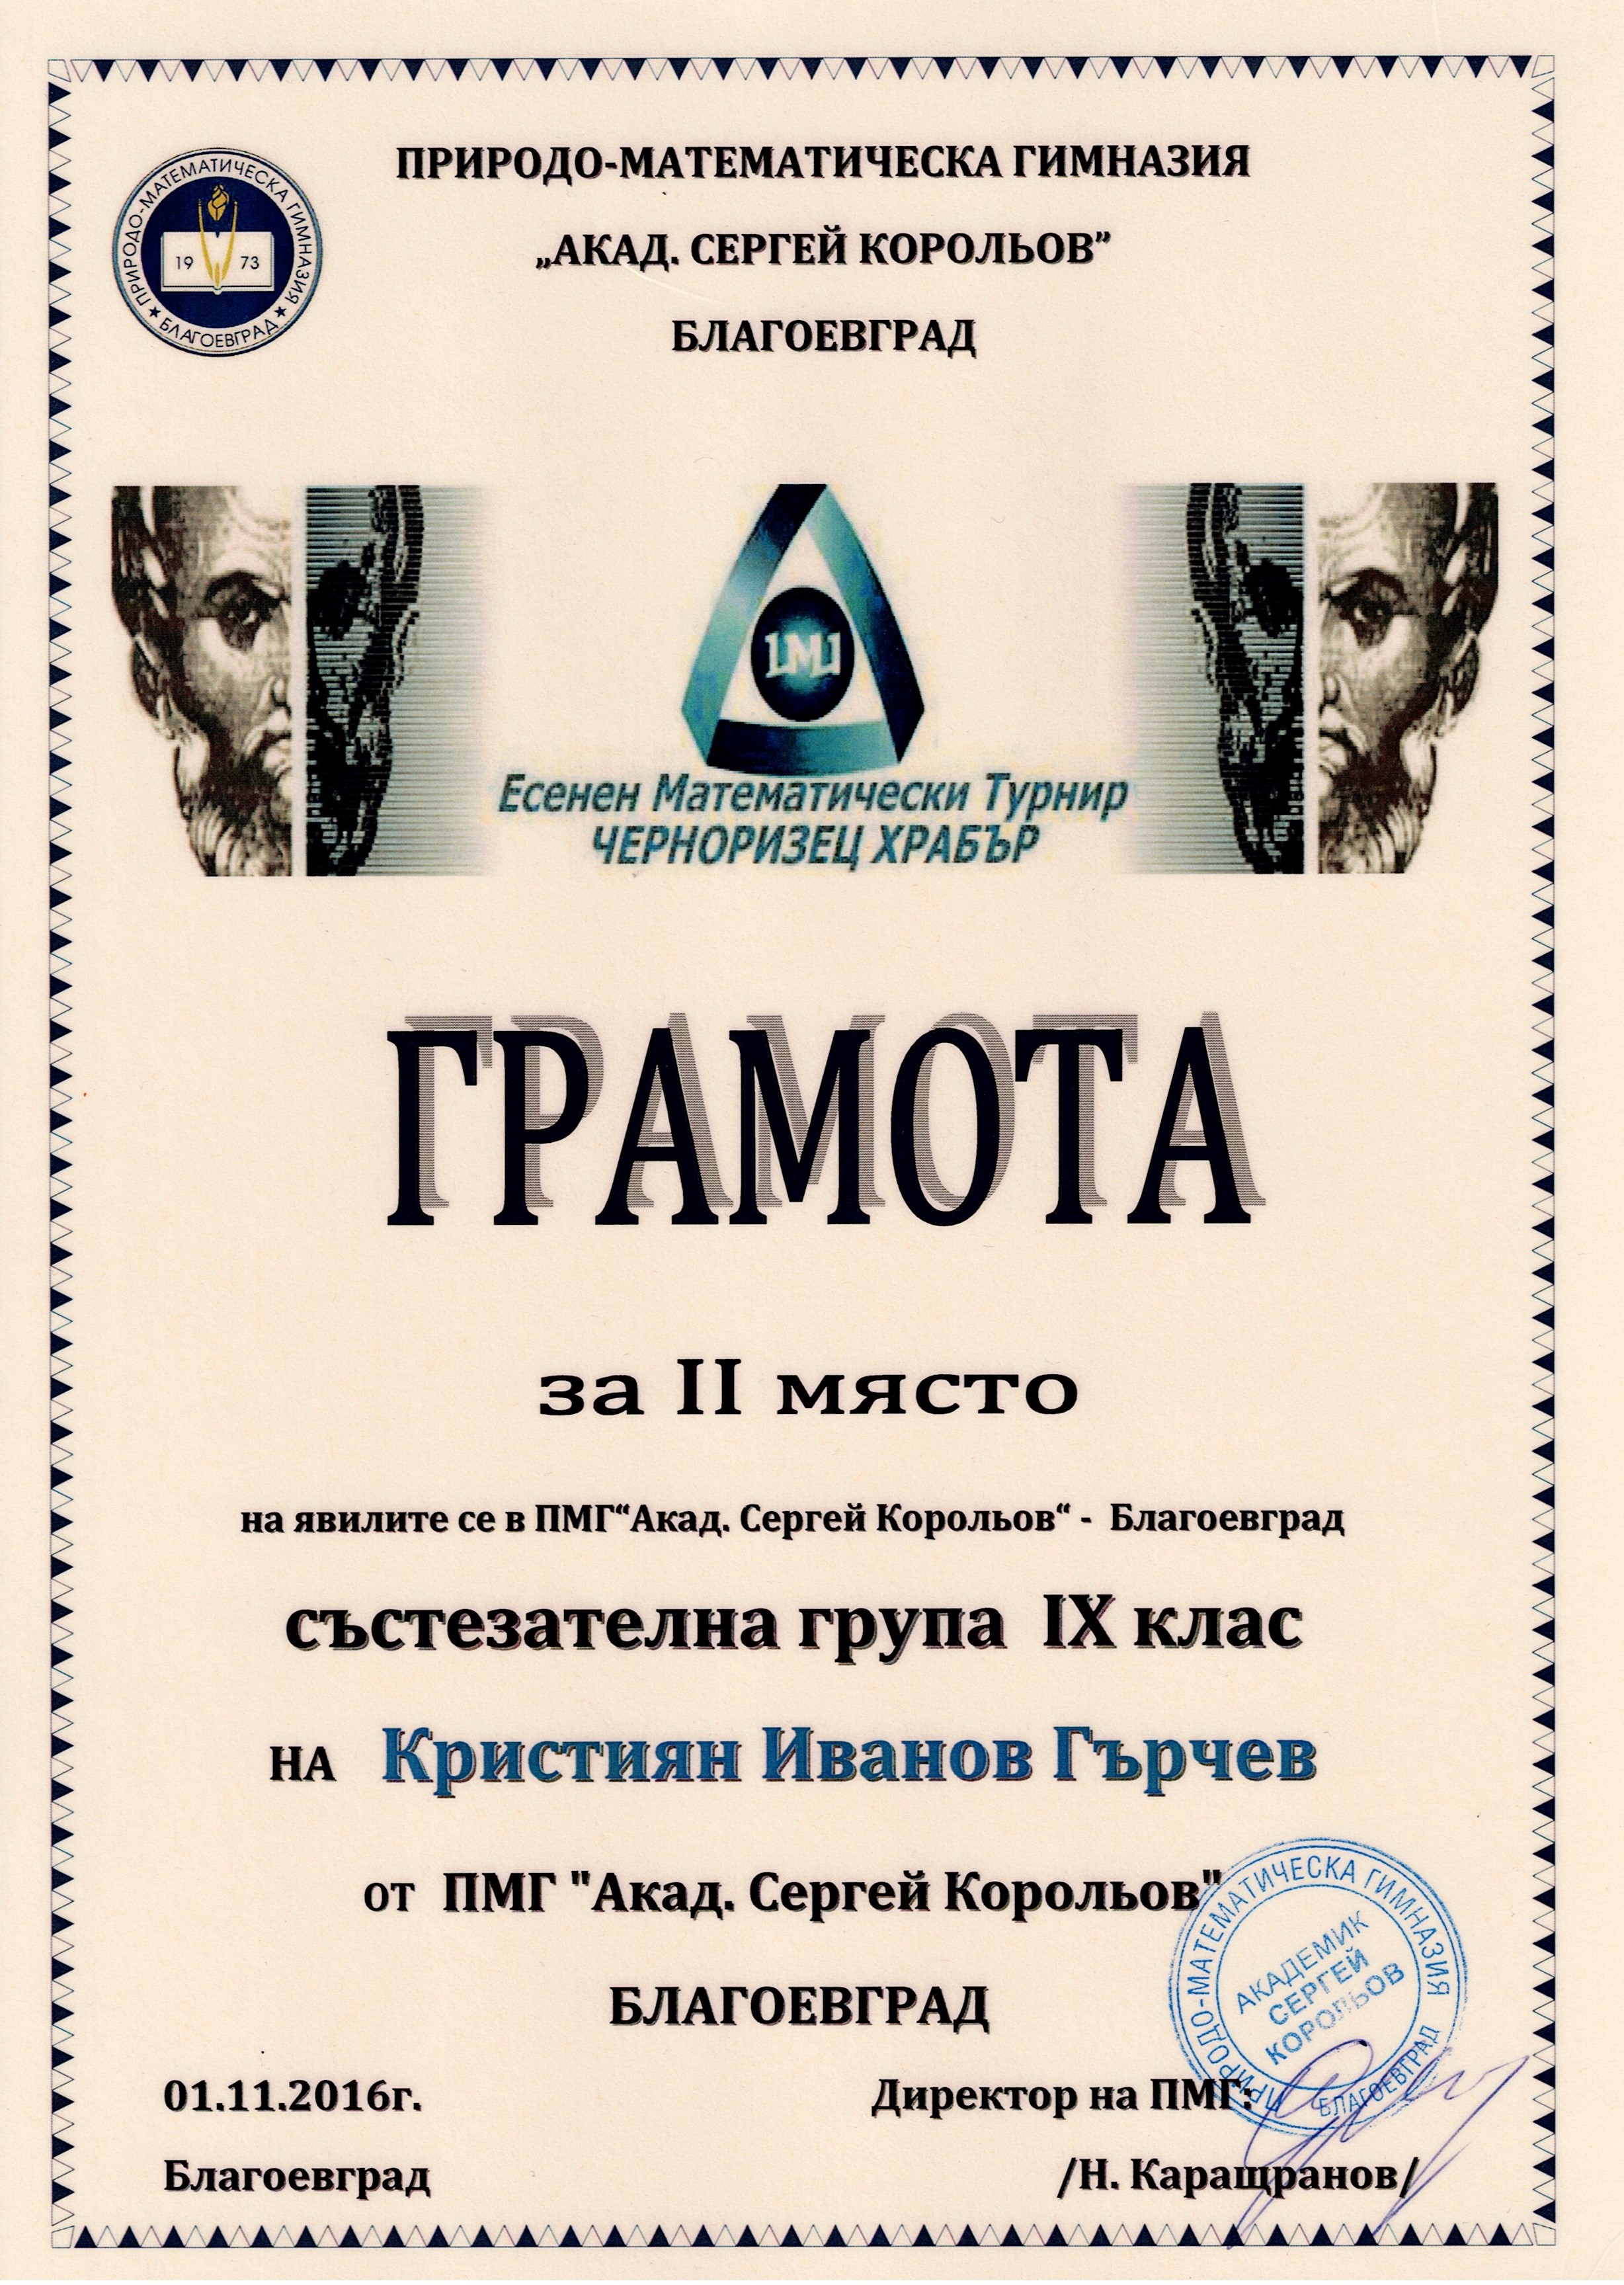 ПРИРОДО-МАТЕМАТИЧЕСКА ГИМНАЗИЯ
„АКАД. СЕРГЕЙ КОРОЛЬОВ”
БЛАГОЕВГРАД
ПРИРОДО-МАТЕМАТИЧЕСКА ГИМНАЗИЯ
19 73
★ БЛАГОЕВГРАД ★
Есенен Математически Турнир
ЧЕРНОРИЗЕЦ ХРАБЪР
ГРАМОТА
за II място
на явилите се в ПМГ“Акад. Сергей Корольов“ - Благоевград
състезателна група IX клас
НА Кристиян Иванов Гърчев
от ПМГ "Акад. Сергей Корольов"
БЛАГОЕВГРАД
ПРИРОДО-МАТЕМАТИЧЕСКА ГИМНАЗИЯ
АКАДЕМИК
СЕРГЕЙ
КОРОЛЬОВ
БЛАГОЕВГРАД
01.11.2016г. Директор на ПМГ:
Благоевград /Н. Каращранов/